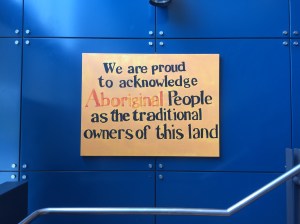 We are proud
to acknowledge
Aboriginal People
as the traditional
owners of this land